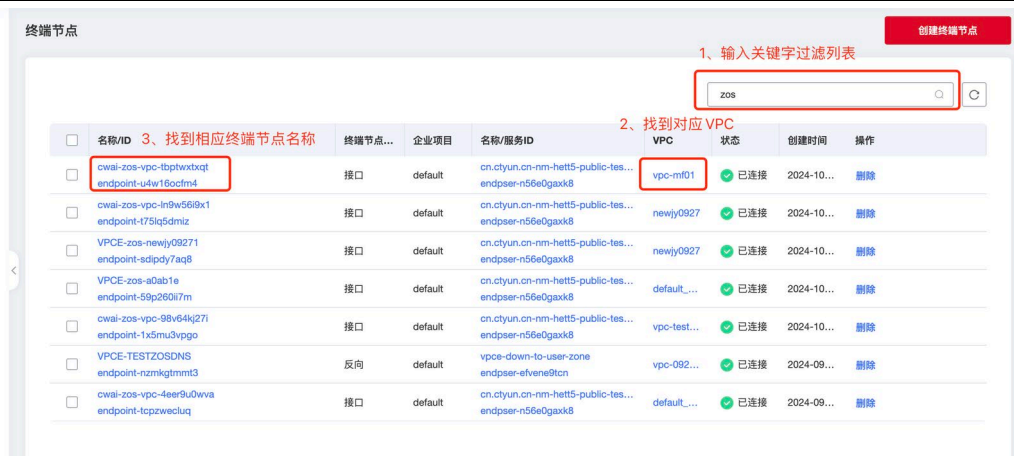 终端节点
创建终端节点
1、输入关键字过滤列表
zos
2、找到对应VPC
名称/ID 3、找到相应终端节点名称 终端节点... 企业项目 名称/服务ID VPC 状态 创建时间 操作
cwai-zos-vpc-tbptwxtxqt cn.ctyun.cn-nm-hett5-public-tes...
接口 default vpc-mf01 已连接 2024-10... 删除
endpoint-u4w16ocfm4 endpser-n56e0gaxk8
cwai-zos-vpc-ln9w56i9x1 cn.ctyun.cn-nm-hett5-public-tes...
接口 default newjy0927 已连接 2024-10... 删除
endpoint-t75lq5dmiz endpser-n56e0gaxk8
VPCE-zos-newjy09271 cn.ctyun.cn-nm-hett5-public-tes...
接口 default newjy0927 已连接 2024-10... 删除
endpoint-sdipdy7aq8 endpser-n56e0gaxk8
VPCE-zos-a0ab1e cn.ctyun.cn-nm-hett5-public-tes...
接口 default default_... 已连接 2024-10... 删除
endpoint-59p260ii7m endpser-n56e0gaxk8
cwai-zos-vpc-98v64kj27i cn.ctyun.cn-nm-hett5-public-tes...
接口 default vpc-test... 已连接 2024-10... 删除
endpoint-1x5mu3vpgo endpser-n56e0gaxk8
VPCE-TESTZOSDNS vpce-down-to-user-zone
反向 default vpc-092... 已连接 2024-09... 删除
endpoint-nzmkgtmmt3 endpser-efvene9tcn
cwai-zos-vpc-4eer9u0wva cn.ctyun.cn-nm-hett5-public-tes...
接口 default default_... 已连接 2024-09... 删除
endpoint-tcpzwecluq endpser-n56e0gaxk8